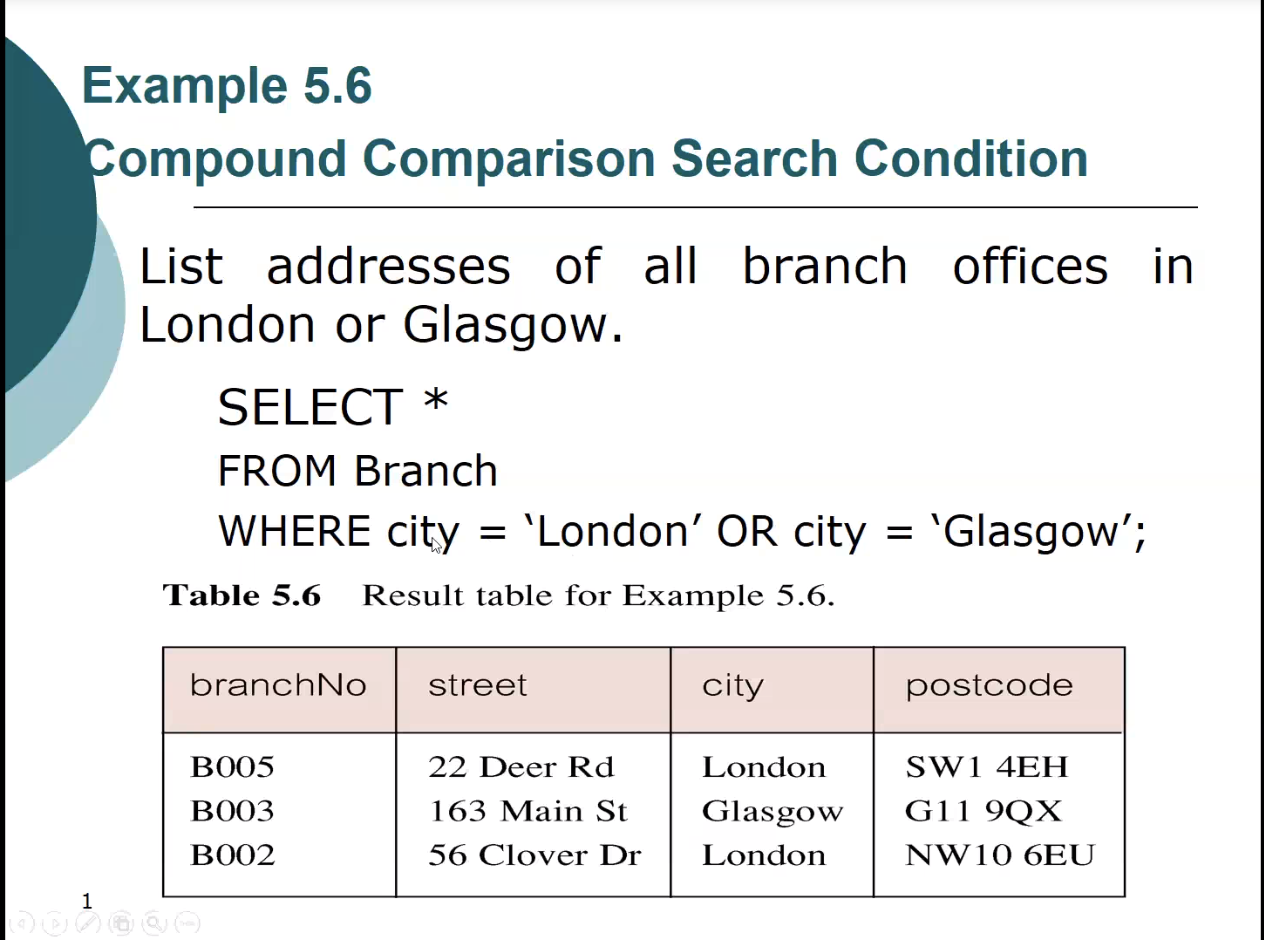 Example 5.6
Compound Comparison Search Condition
List addresses of all branch offices in
London or Glasgow.
SELECT *
FROM Branch
WHERE city = ‘London’ OR city = ‘Glasgow’;
Table 5.6 Result table for Example 5.6.
branchNo street city postcode
B005 22 Deer Rd London SW1 4EH
B003 163 Main St Glasgow G11 9QX
B002 56 Clover Dr London NW10 6EU
1